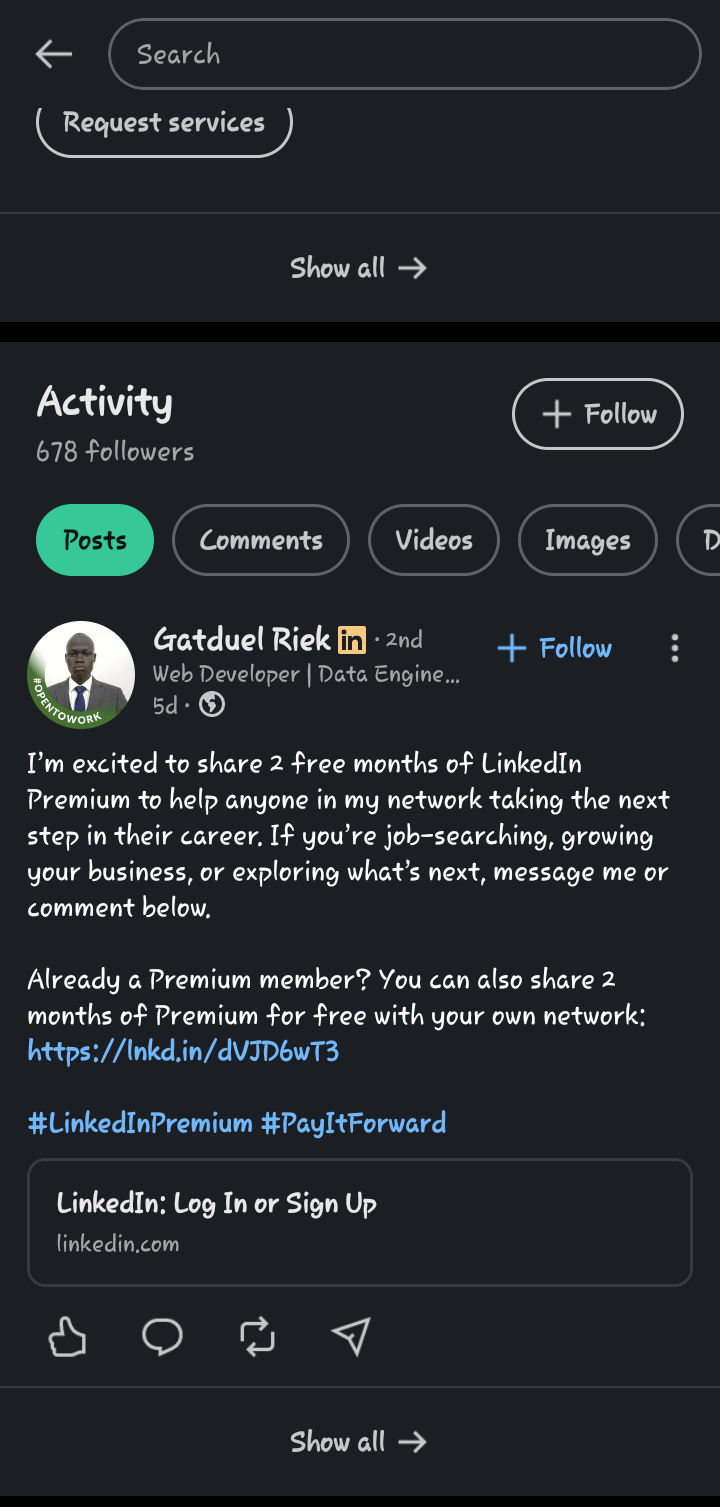 Search
Request services
Show all
Activity
+ Follow
678 followers
Posts
Comments
Videos
Images
D
Gatduel Riek in · 2nd
+ Follow
Web Developer | Data Engine...
5d ·
#OPENTOWORK
I'm excited to share 2 free months of LinkedIn
Premium to help anyone in my network taking the next
step in their career. If you're job-searching, growing
your business, or exploring what's next, message me or
comment below.
Already a Premium member? You can also share 2
months of Premium for free with your own network:
https://lnkd.in/dVJD6wT3
#LinkedInPremium #PayItForward
LinkedIn: Log In or Sign Up
linkedin.com
Show all